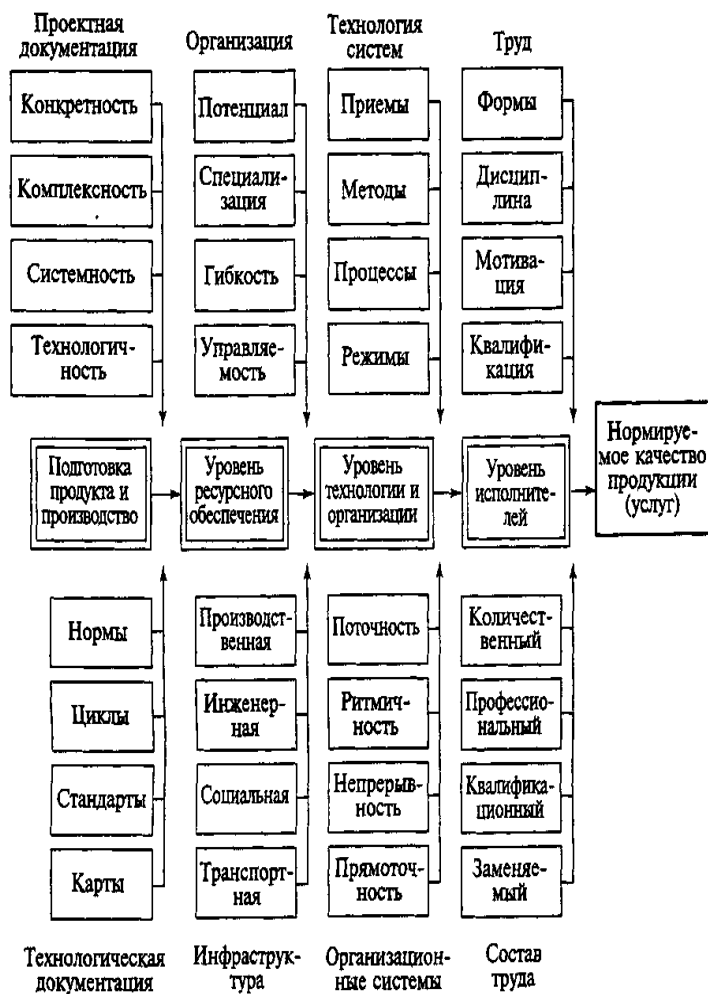 Проектная
документация
Организация
Технология
систем
Труд
Конкретность
Потенциал
Приемы
Формы
Комплексность
Специали-
зация
Методы
Дисцип-
лина
Системность
Гибкость
Процессы
Мотива-
ция
Технологич-
ность
Управляе-
мость
Режимы
Квалифи-
кация
Подготовка
продукта и
производство
Уровень
ресурсного
обеспечения
Уровень
технологии и
организации
Уровень
исполните-
лей
Нормируе-
мое качество
продукции
(услуг)
Нормы
Производст-
венная
Поточность
Количест-
венный
Циклы
Инженер-
ная
Ритмич-
ность
Профессио-
нальный
Стандарты
Социальная
Непрерыв-
ность
Квалифика-
ционный
Карты
Транспорт-
ная
Прямоточ-
ность
Заменяе-
мый
Технологическая
документация
Инфраструк-
тура
Организацион-
ные системы
Состав
труда